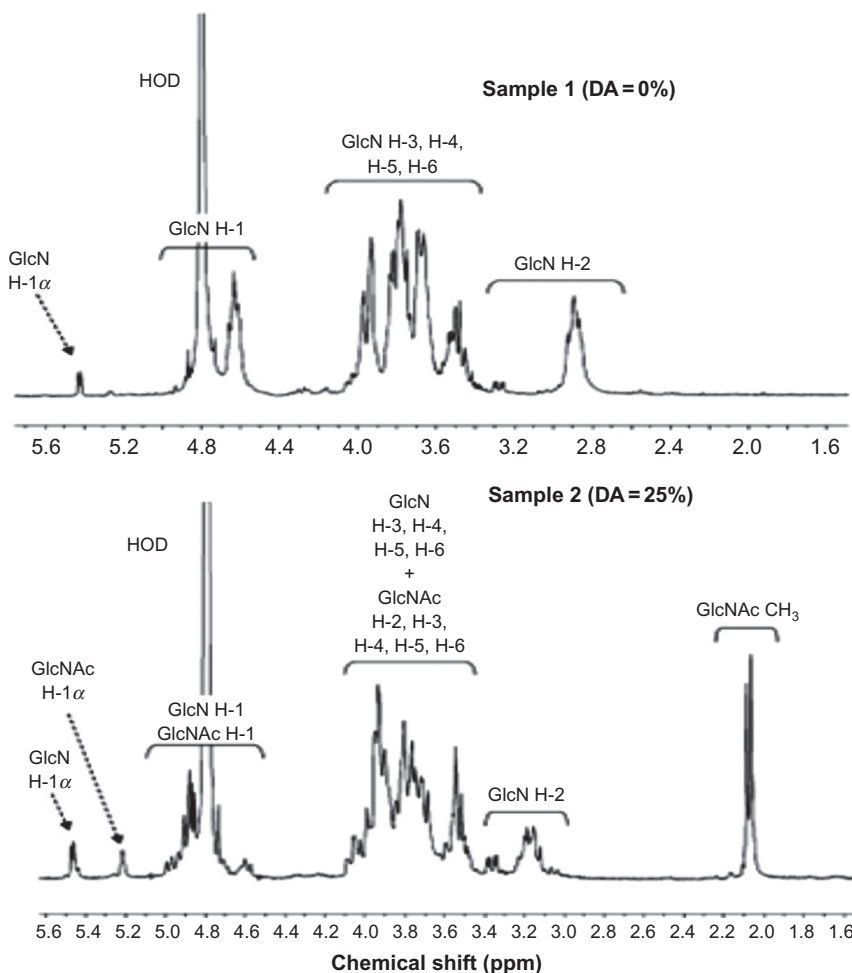 Sample 1 (DA = 0%)
HOD
GlcN H-3, H-4,
H-5, H-6
GlcN H-1
GlcN
H-1α
GlcN H-2
5.6 5.2 4.8 4.4 4.0 3.6 3.2 2.8 2.4 2.0 1.6
Sample 2 (DA = 25%)
HOD
GlcN
H-3, H-4,
H-5, H-6
+
GlcNAc
H-2, H-3,
H-4, H-5, H-6
GlcNAc CH₃
GlcNAc
H-1α
GlcN H-1
GlcNAc H-1
GlcN
H-1α
GlcN H-2
5.6 5.4 5.2 5.0 4.8 4.6 4.4 4.2 4.0 3.8 3.6 3.4 3.2 3.0 2.8 2.6 2.4 2.2 2.0 1.8 1.6
Chemical shift (ppm)